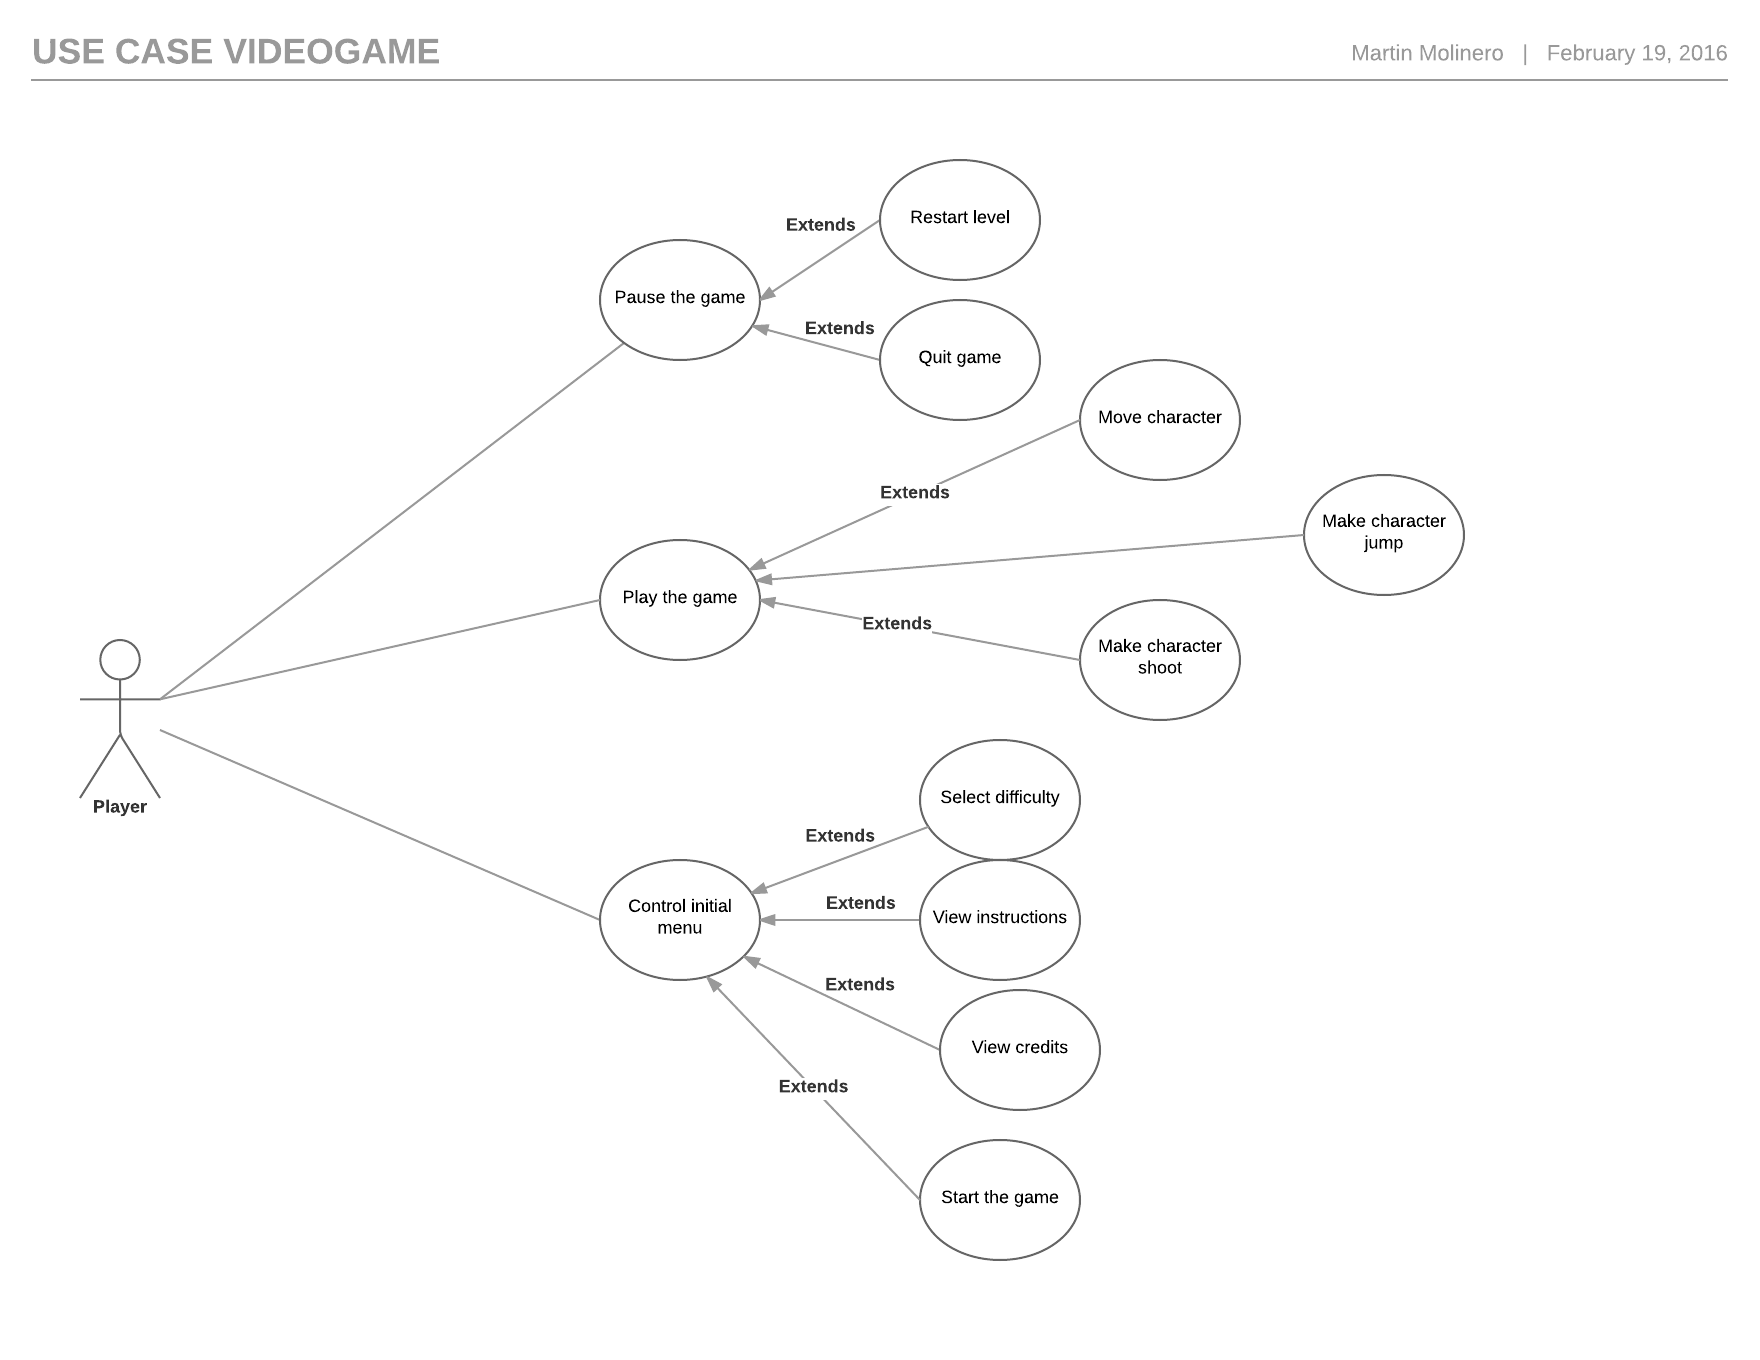 USE CASE VIDEOGAME
Martin Molinero | February 19, 2016
Extends
Restart level
Pause the game
Extends
Quit game
Move character
Extends
Make character
jump
Play the game
Extends
Make character
shoot
Player
Select difficulty
Extends
Control initial
menu
Extends
View instructions
Extends
View credits
Extends
Start the game